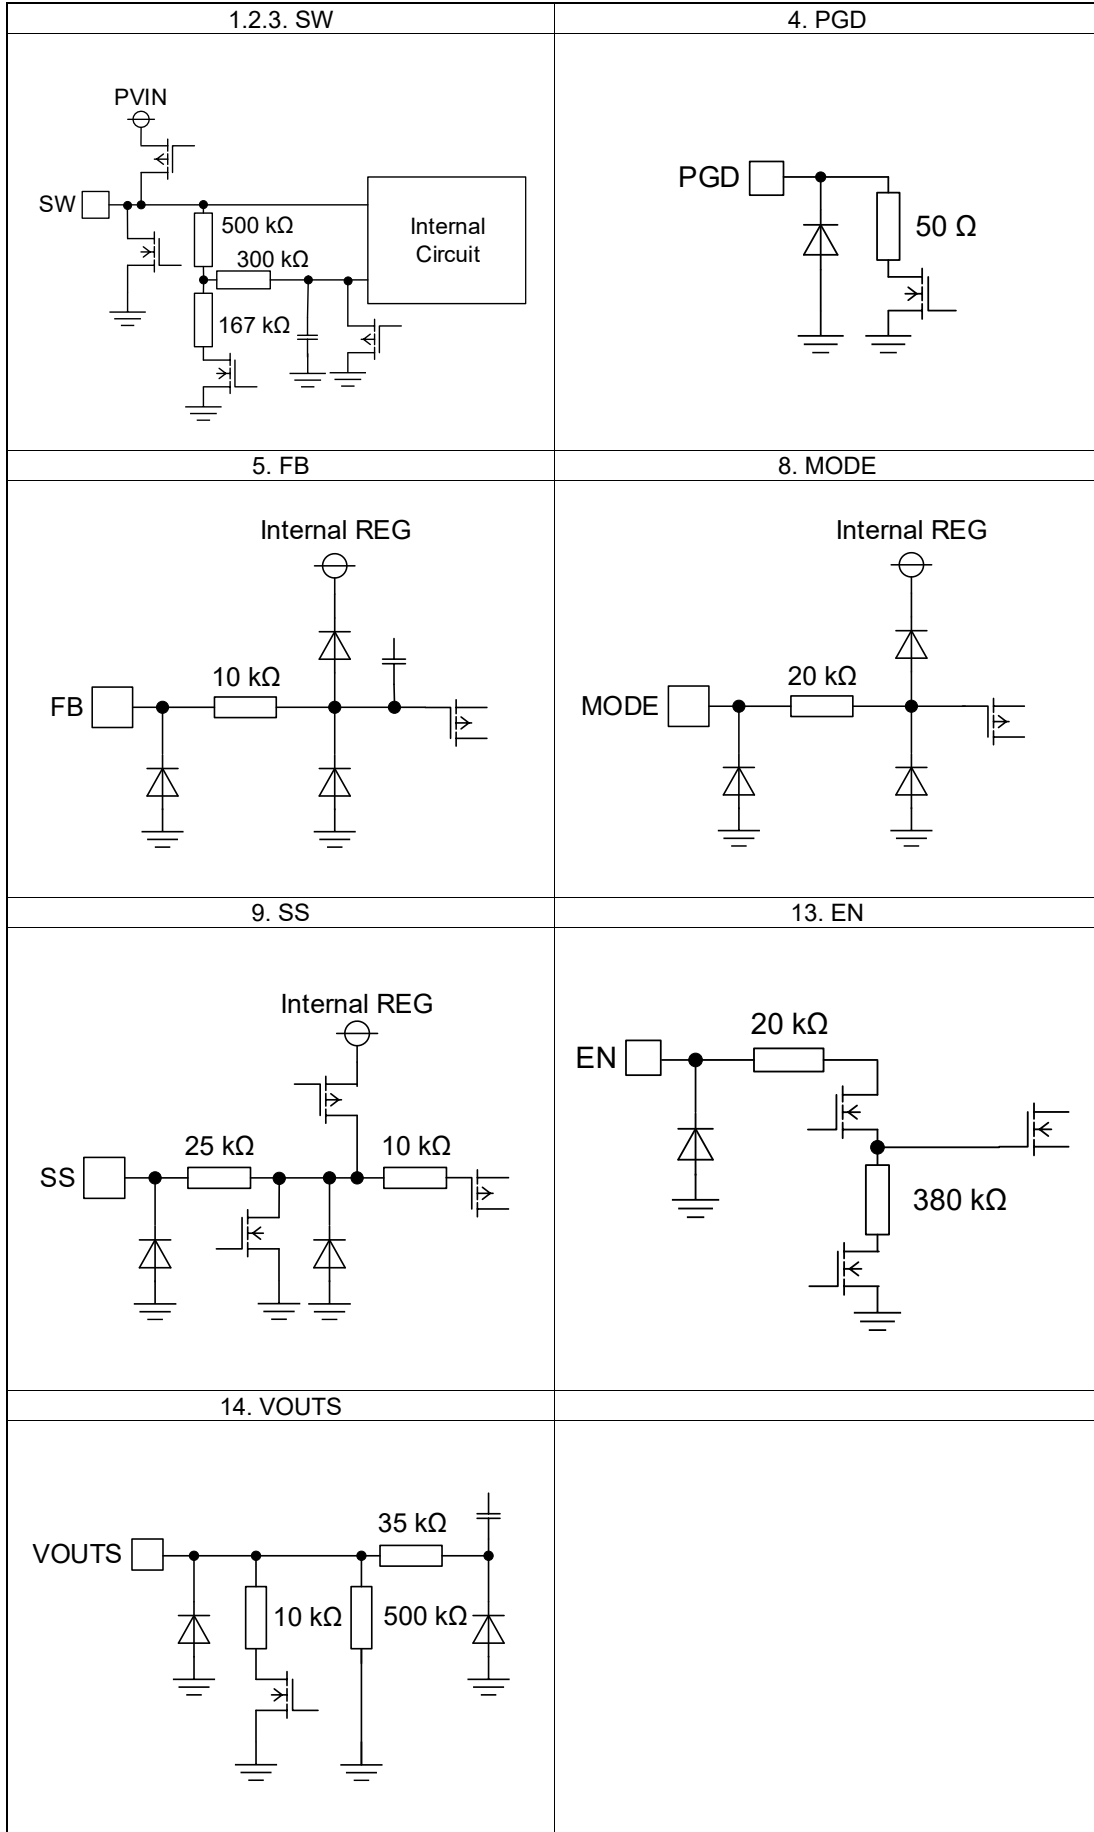 1.2.3. SW
4. PGD
PVIN
SW
500 kΩ
300 kΩ
167 kΩ
Internal
Circuit
PGD
50 Ω
5. FB
8. MODE
Internal REG
10 kΩ
FB
Internal REG
20 kΩ
MODE
9. SS
13. EN
Internal REG
25 kΩ
10 kΩ
SS
20 kΩ
EN
380 kΩ
14. VOUTS
35 kΩ
VOUTS
10 kΩ
500 kΩ